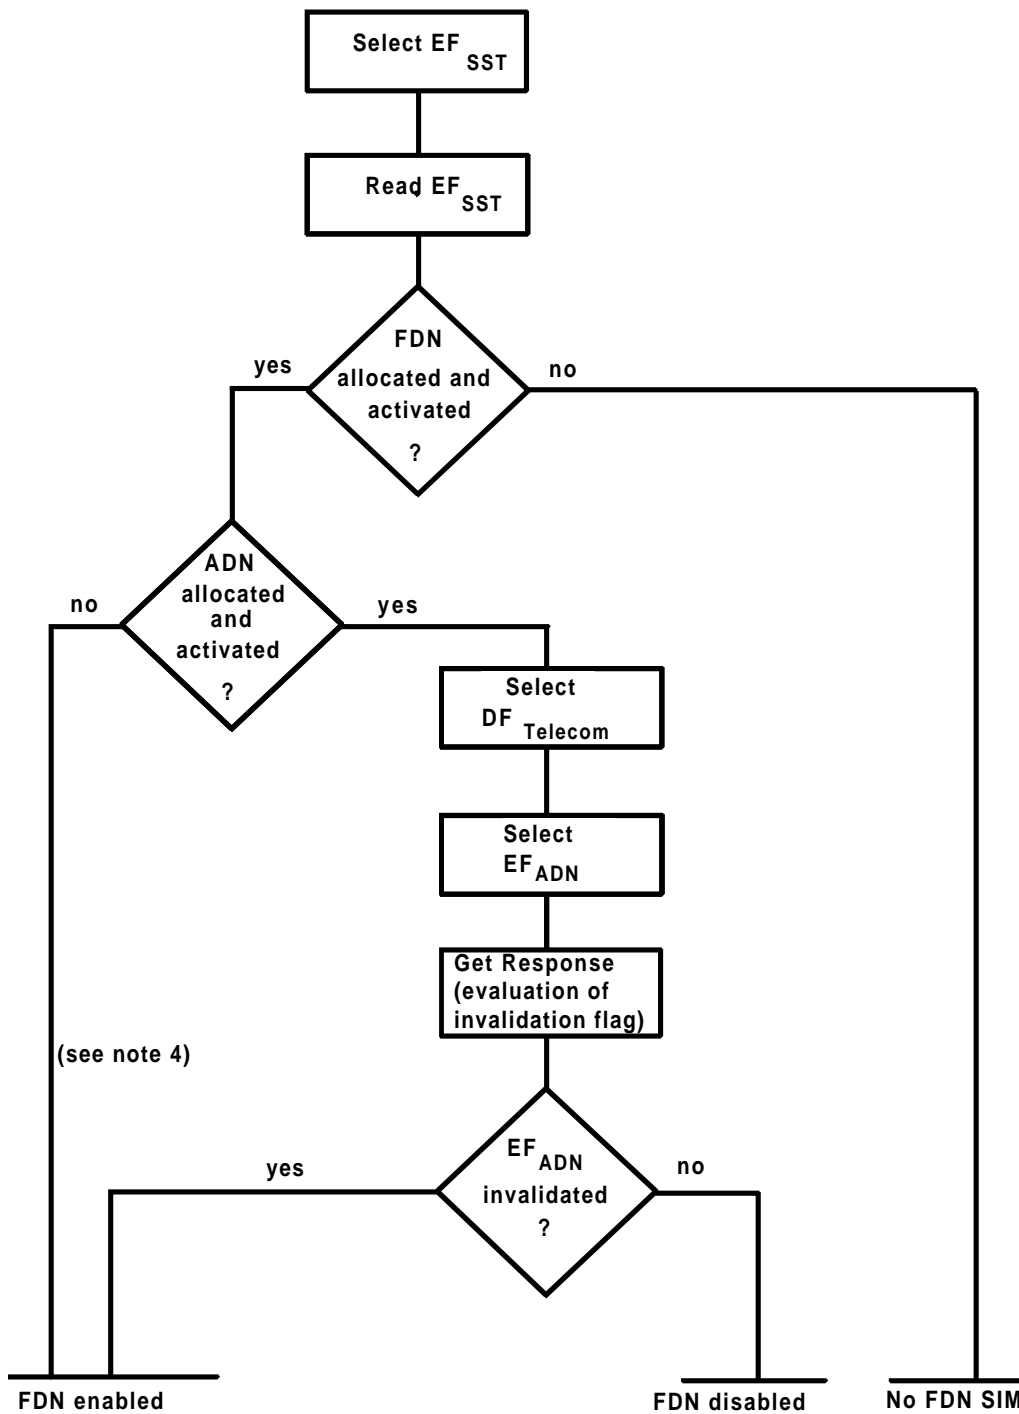 Select EF SST
Read EF SST
FDN
allocated and
activated
?
yes
no
ADN
allocated
and
activated
?
no
yes
Select
DF Telecom
Select
EF ADN
Get Response
(evaluation of
invalidation flag)
(see note 4)
EF ADN
invalidated
?
yes
no
FDN enabled
FDN disabled
No FDN SIM